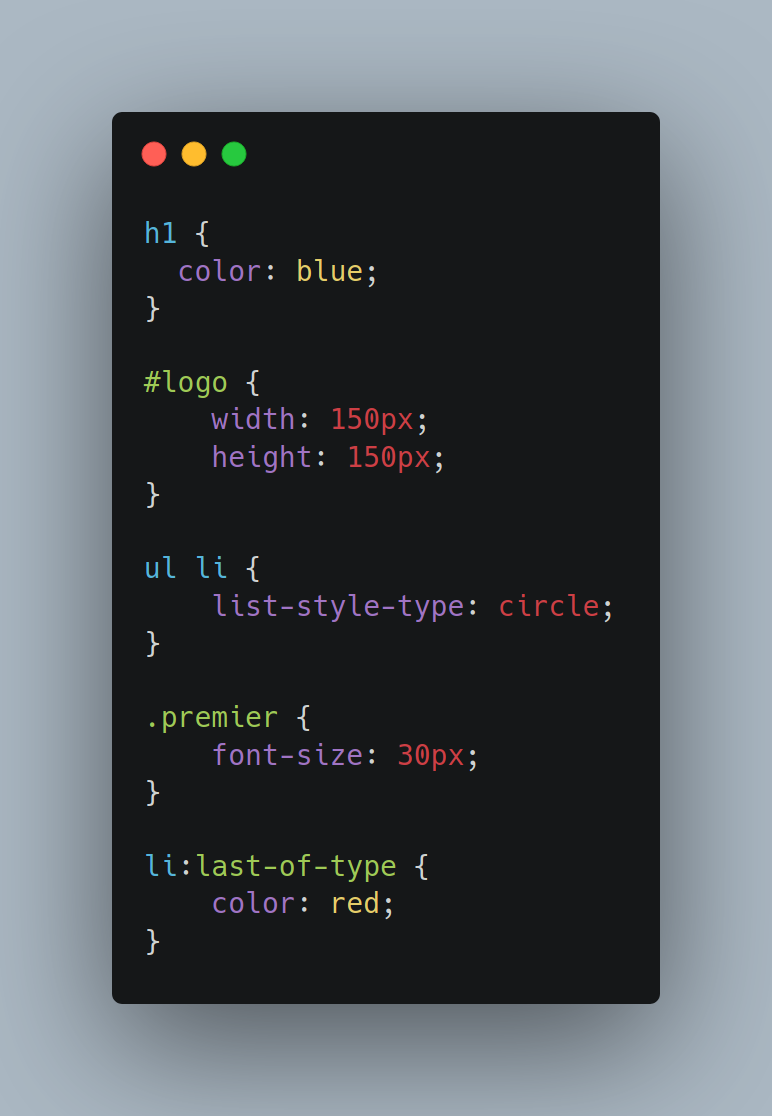 h1 {
  color: blue;
}

#logo {
    width: 150px;
    height: 150px;
}

ul li {
    list-style-type: circle;
}

.premier {
    font-size: 30px;
}

li:last-of-type {
    color: red;
}